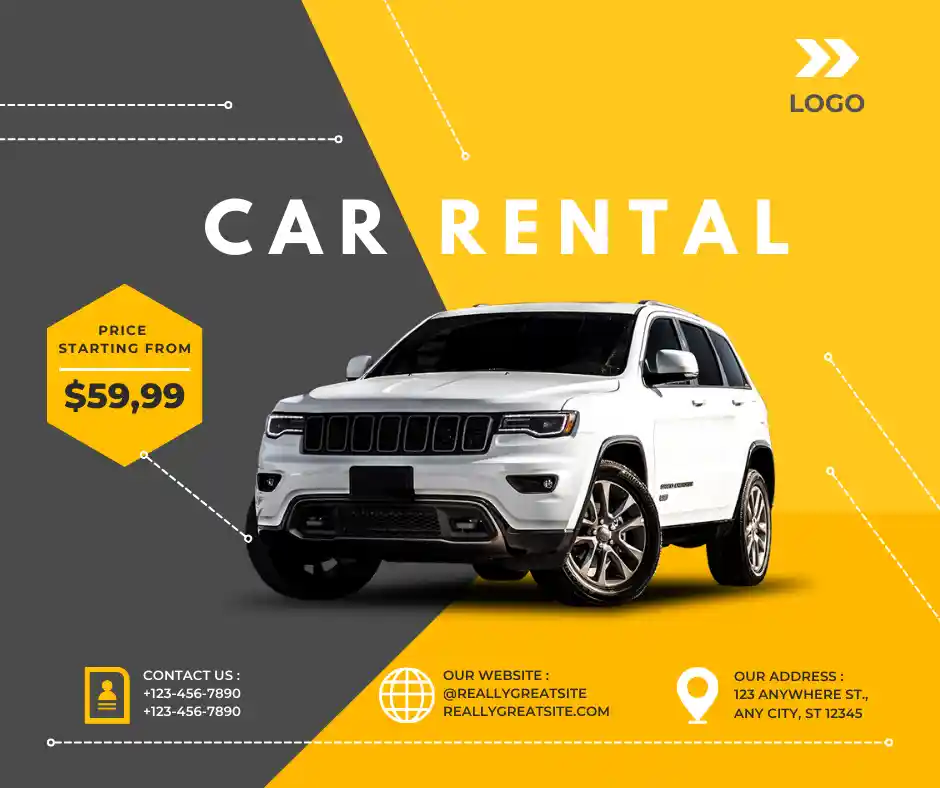 LOGO
CAR RENTAL
PRICE
STARTING FROM
$59,99
CONTACT US :
+123-456-7890
+123-456-7890
OUR WEBSITE :
@REALLYGREATSITE
REALLYGREATSITE.COM
OUR ADDRESS :
123 ANYWHERE ST.,
ANY CITY, ST 12345